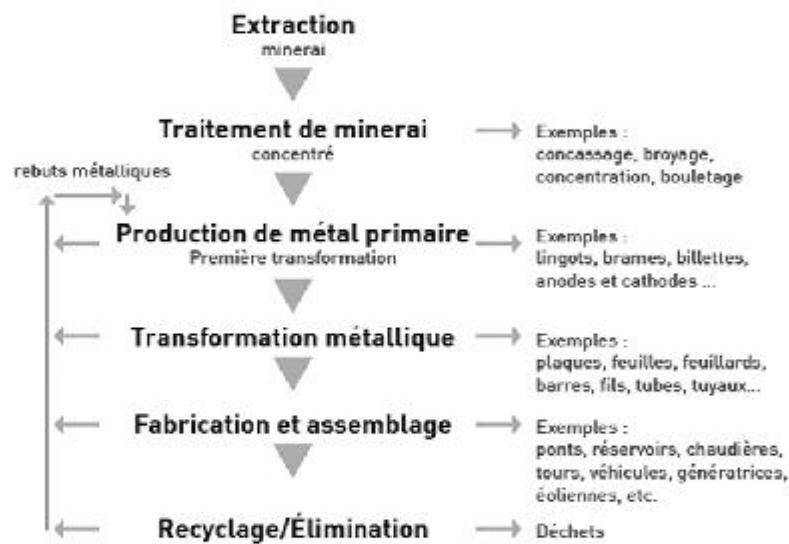 Extraction
minerai
Traitement de minerai
concentré
Exemples :
concassage, broyage,
concentration, bouletage
rebuts métalliques
Production de métal primaire
Première transformation
Exemples :
lingots, brames, billettes,
anodes et cathodes ...
Transformation métallique
Exemples :
plaques, feuilles, feuillards,
barres, fils, tubes, tuyaux...
Fabrication et assemblage
Exemples :
ponts, réservoirs, chaudières,
tours, véhicules, génératrices,
éoliennes, etc.
Recyclage/Élimination
Déchets